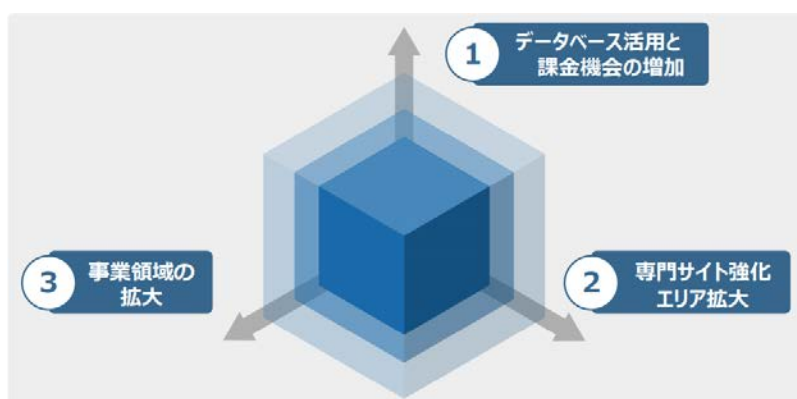 1
データベース活用と
課金機会の増加
3
事業領域の
拡大
2
専門サイト強化
エリア拡大